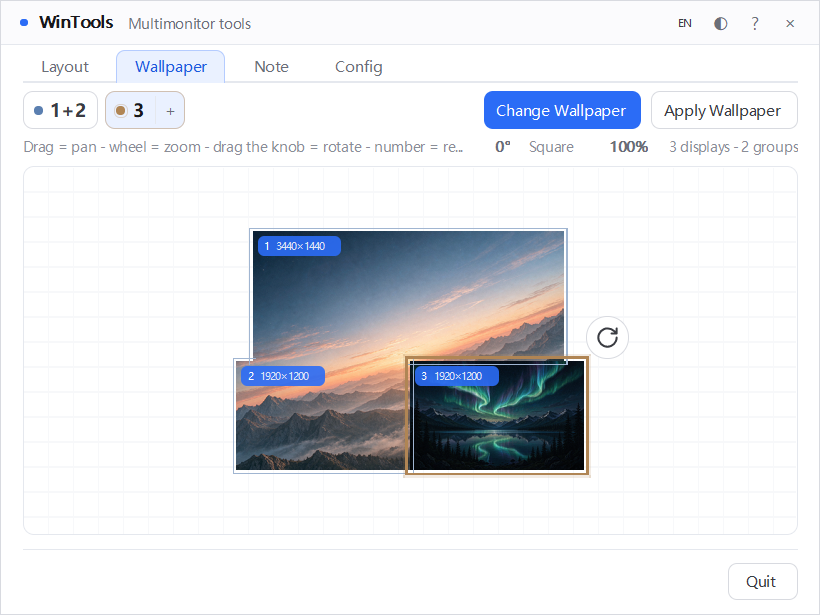 WinTools Multimonitor tools EN ? ×
Layout Wallpaper Note Config
1+2 3 + Change Wallpaper Apply Wallpaper
Drag = pan - wheel = zoom - drag the knob = rotate - number = re... 0° Square 100% 3 displays - 2 groups
1 3440×1440
2 1920×1200 3 1920×1200
Quit